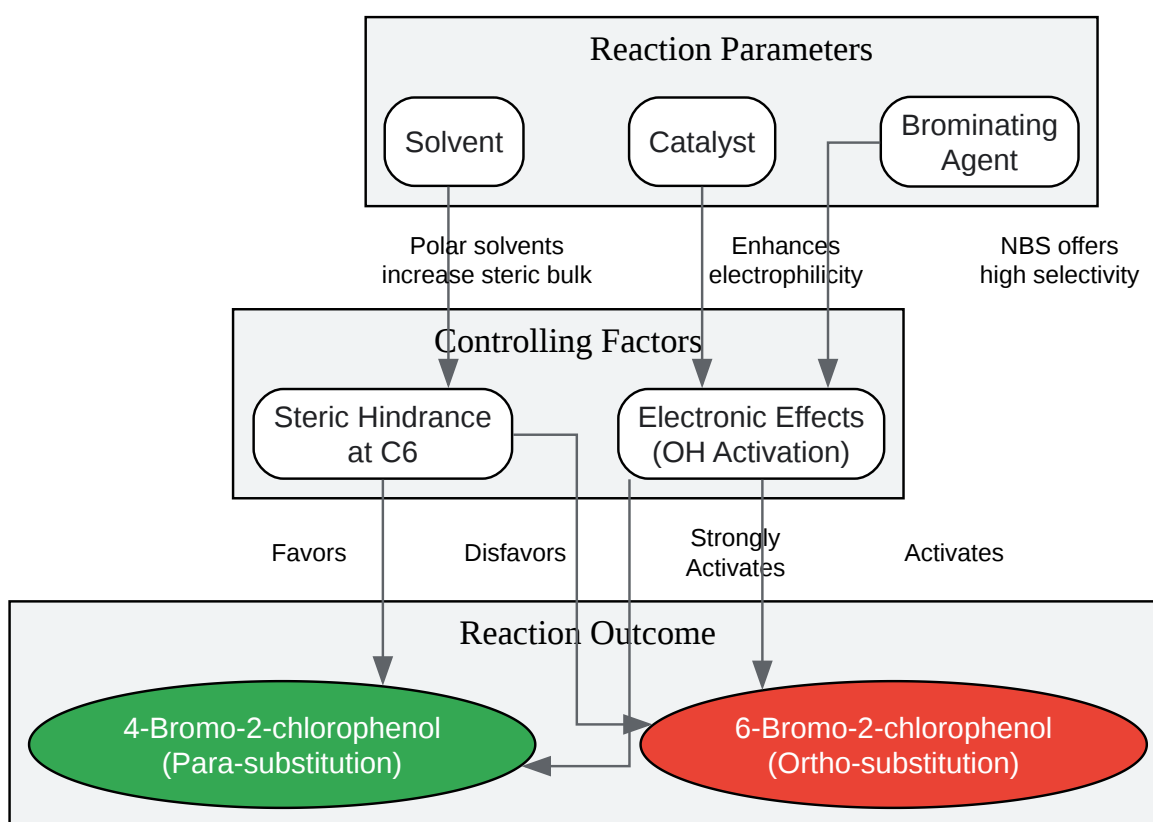 Reaction Parameters
Solvent
Catalyst
Brominating
Agent
Polar solvents
increase steric bulk
Enhances
electrophilicity
NBS offers
high selectivity
Controlling Factors
Steric Hindrance
at C6
Electronic Effects
(OH Activation)
Favors
Disfavors
Strongly
Activates
Activates
Reaction Outcome
4-Bromo-2-chlorophenol
(Para-substitution)
6-Bromo-2-chlorophenol
(Ortho-substitution)